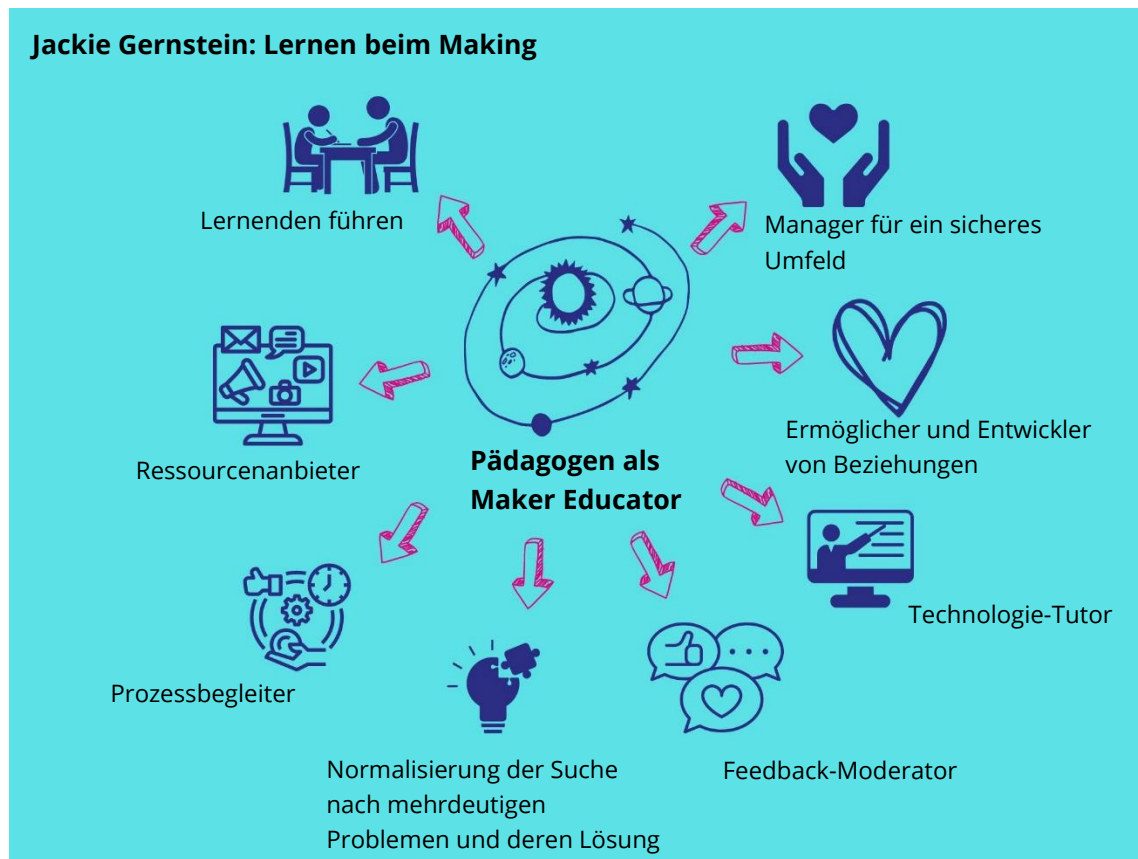 Jackie Gernstein: Lernen beim Making
Lernenden führen
Manager für ein sicheres
Umfeld
Ressourcenanbieter
Pädagogen als
Maker Educator
Ermöglicher und Entwickler
von Beziehungen
Technologie-Tutor
Prozessbegleiter
Normalisierung der Suche
nach mehrdeutigen
Problemen und deren Lösung
Feedback-Moderator